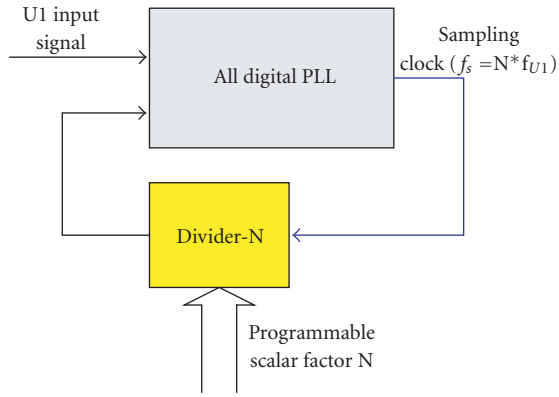 U1 input
signal
All digital PLL
Sampling
clock ( fs =N* fU1)
Divider-N
Programmable
scalar factor N